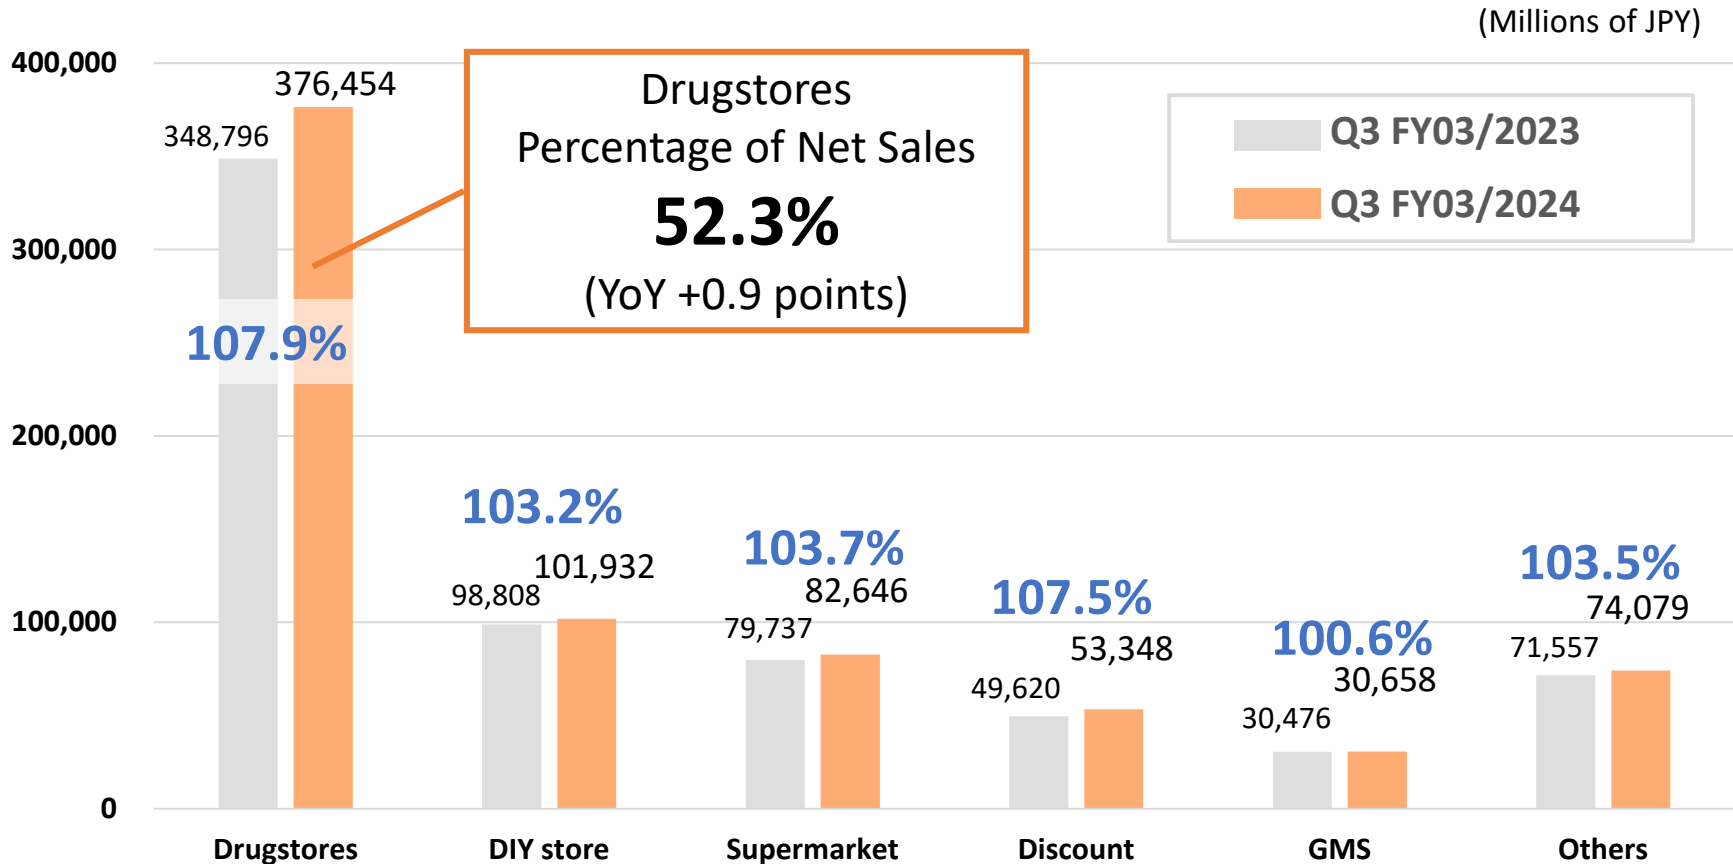 (Millions of JPY)
400,000
300,000
200,000
100,000
0
Drugstores
Percentage of Net Sales
52.3%
(YoY +0.9 points)
Q3 FY03/2023
Q3 FY03/2024
348,796
376,454
107.9%
103.2%
98,808
101,932
103.7%
79,737
82,646
107.5%
49,620
53,348
100.6%
30,476
30,658
103.5%
71,557
74,079
Drugstores
DIY store
Supermarket
Discount
GMS
Others